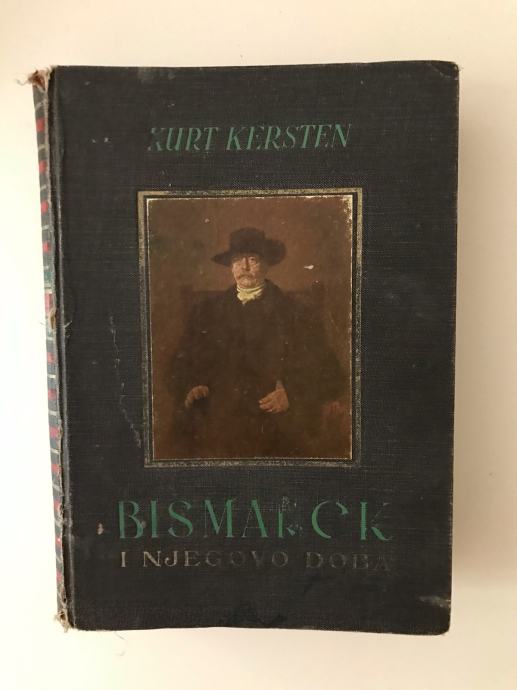 KURT KERSTEN
BISMARCK
I NJEGOVO DOBA